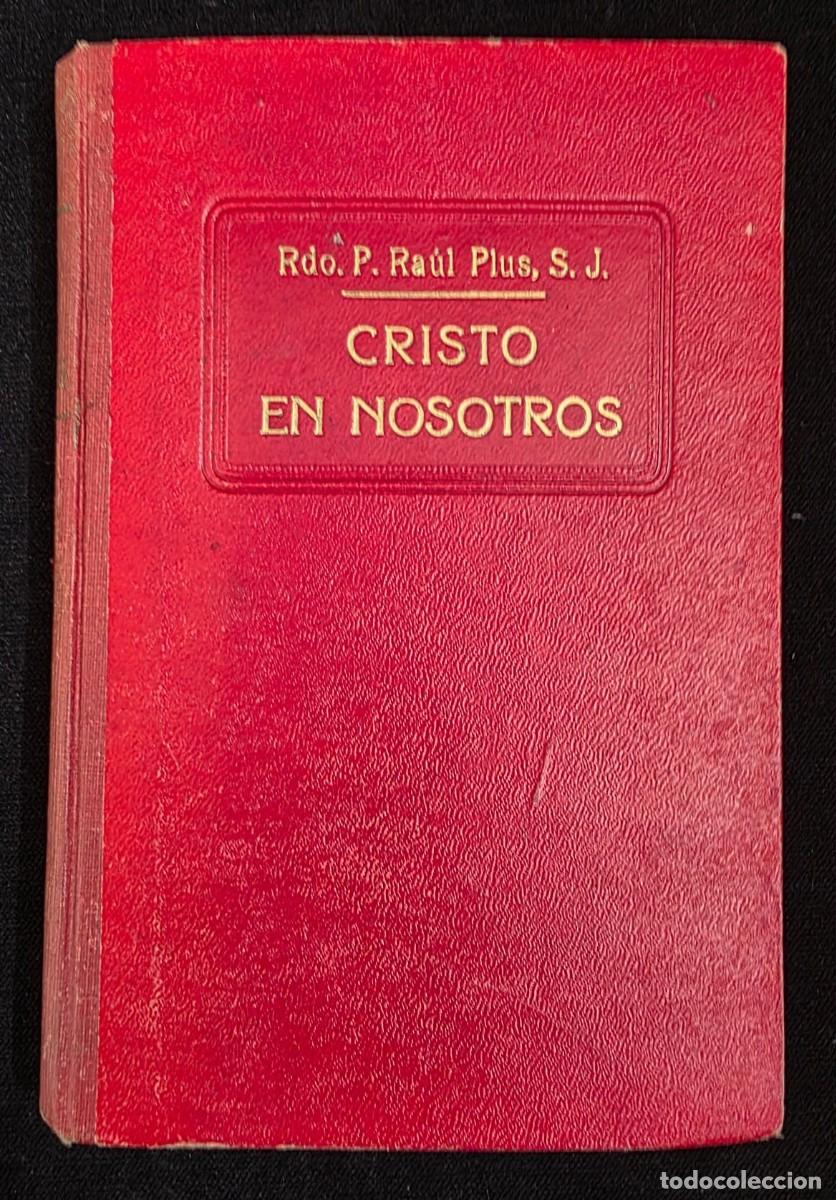 Rdo. P. Raúl Plus, S. J.
CRISTO
EN NOSOTROS
todocoleccion